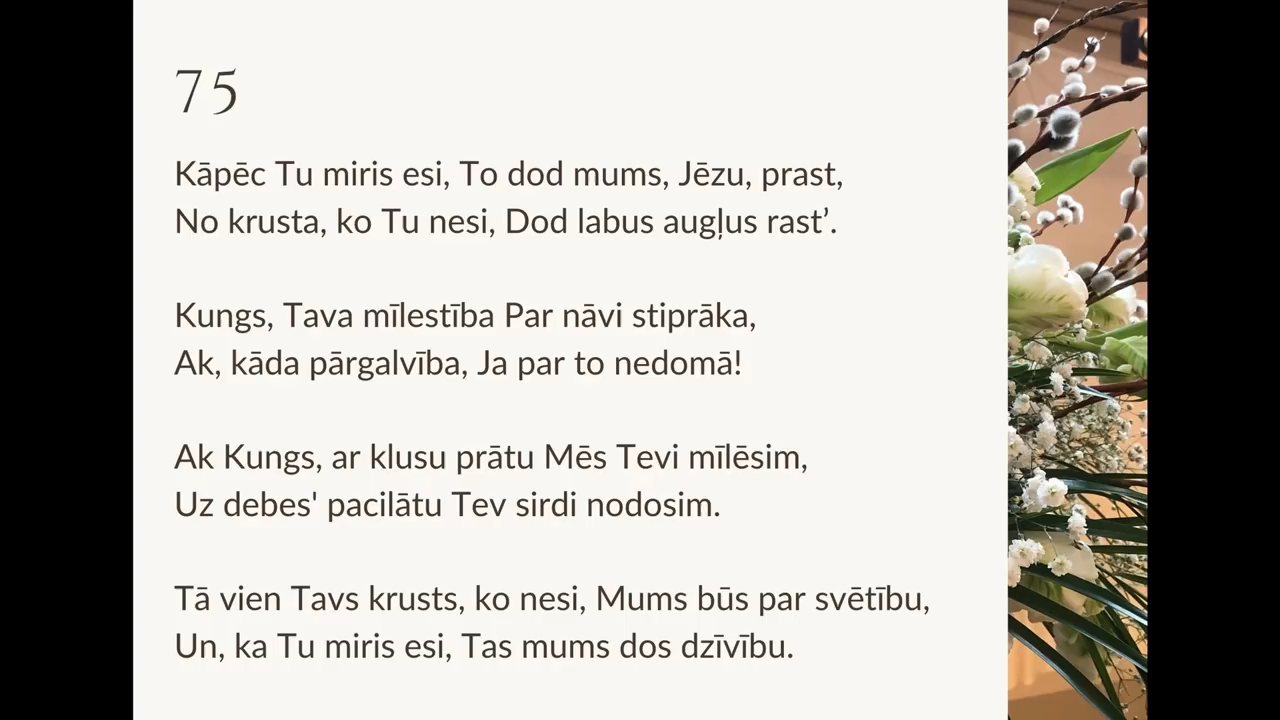 75
Kāpēc Tu miris esi, To dod mums, Jēzu, prast,
No krusta, ko Tu nesi, Dod labus augļus rast’.
Kungs, Tava mīlestība Par nāvi stiprāka,
Ak, kāda pārgalvība, Ja par to nedomā!
Ak Kungs, ar klusu prātu Mēs Tevi mīlēsim,
Uz debes' pacilātu Tev sirdi nodosim.
Tā vien Tavs krusts, ko nesi, Mums būs par svētību,
Un, ka Tu miris esi, Tas mums dos dzīvību.